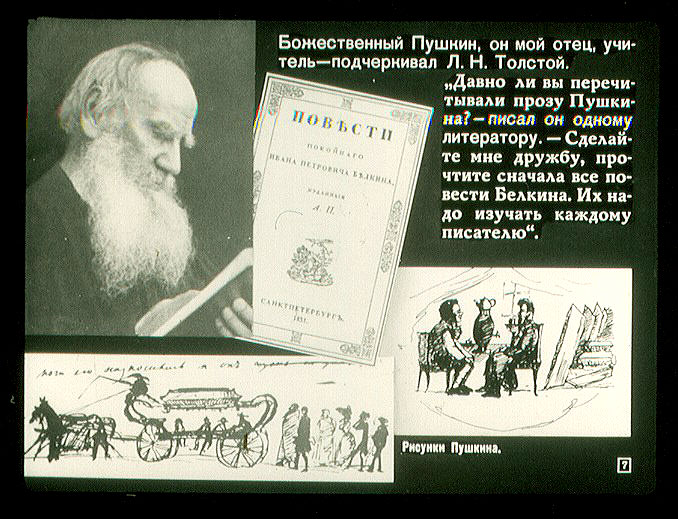 Божественный Пушкин, он мой отец, учи-
тель—подчеркивал Л. Н. Толстой.
„Давно ли вы перечи-
тывали прозу Пушки-
на?— писал он одному
литератору. — Сделай-
те мне дружбу, про-
чтите сначала все по-
вести Белкина. Их на-
до изучать каждому
писателю“.
ПОВѢСТИ
ПОКОЙНАГО
ИВАНА ПЕТРОВИЧА БѢЛКИНА,
ИЗДАННЫЯ
А. П.
САНКТПЕТЕРБУРГЪ,
1831.
Рисунки Пушкина.
7